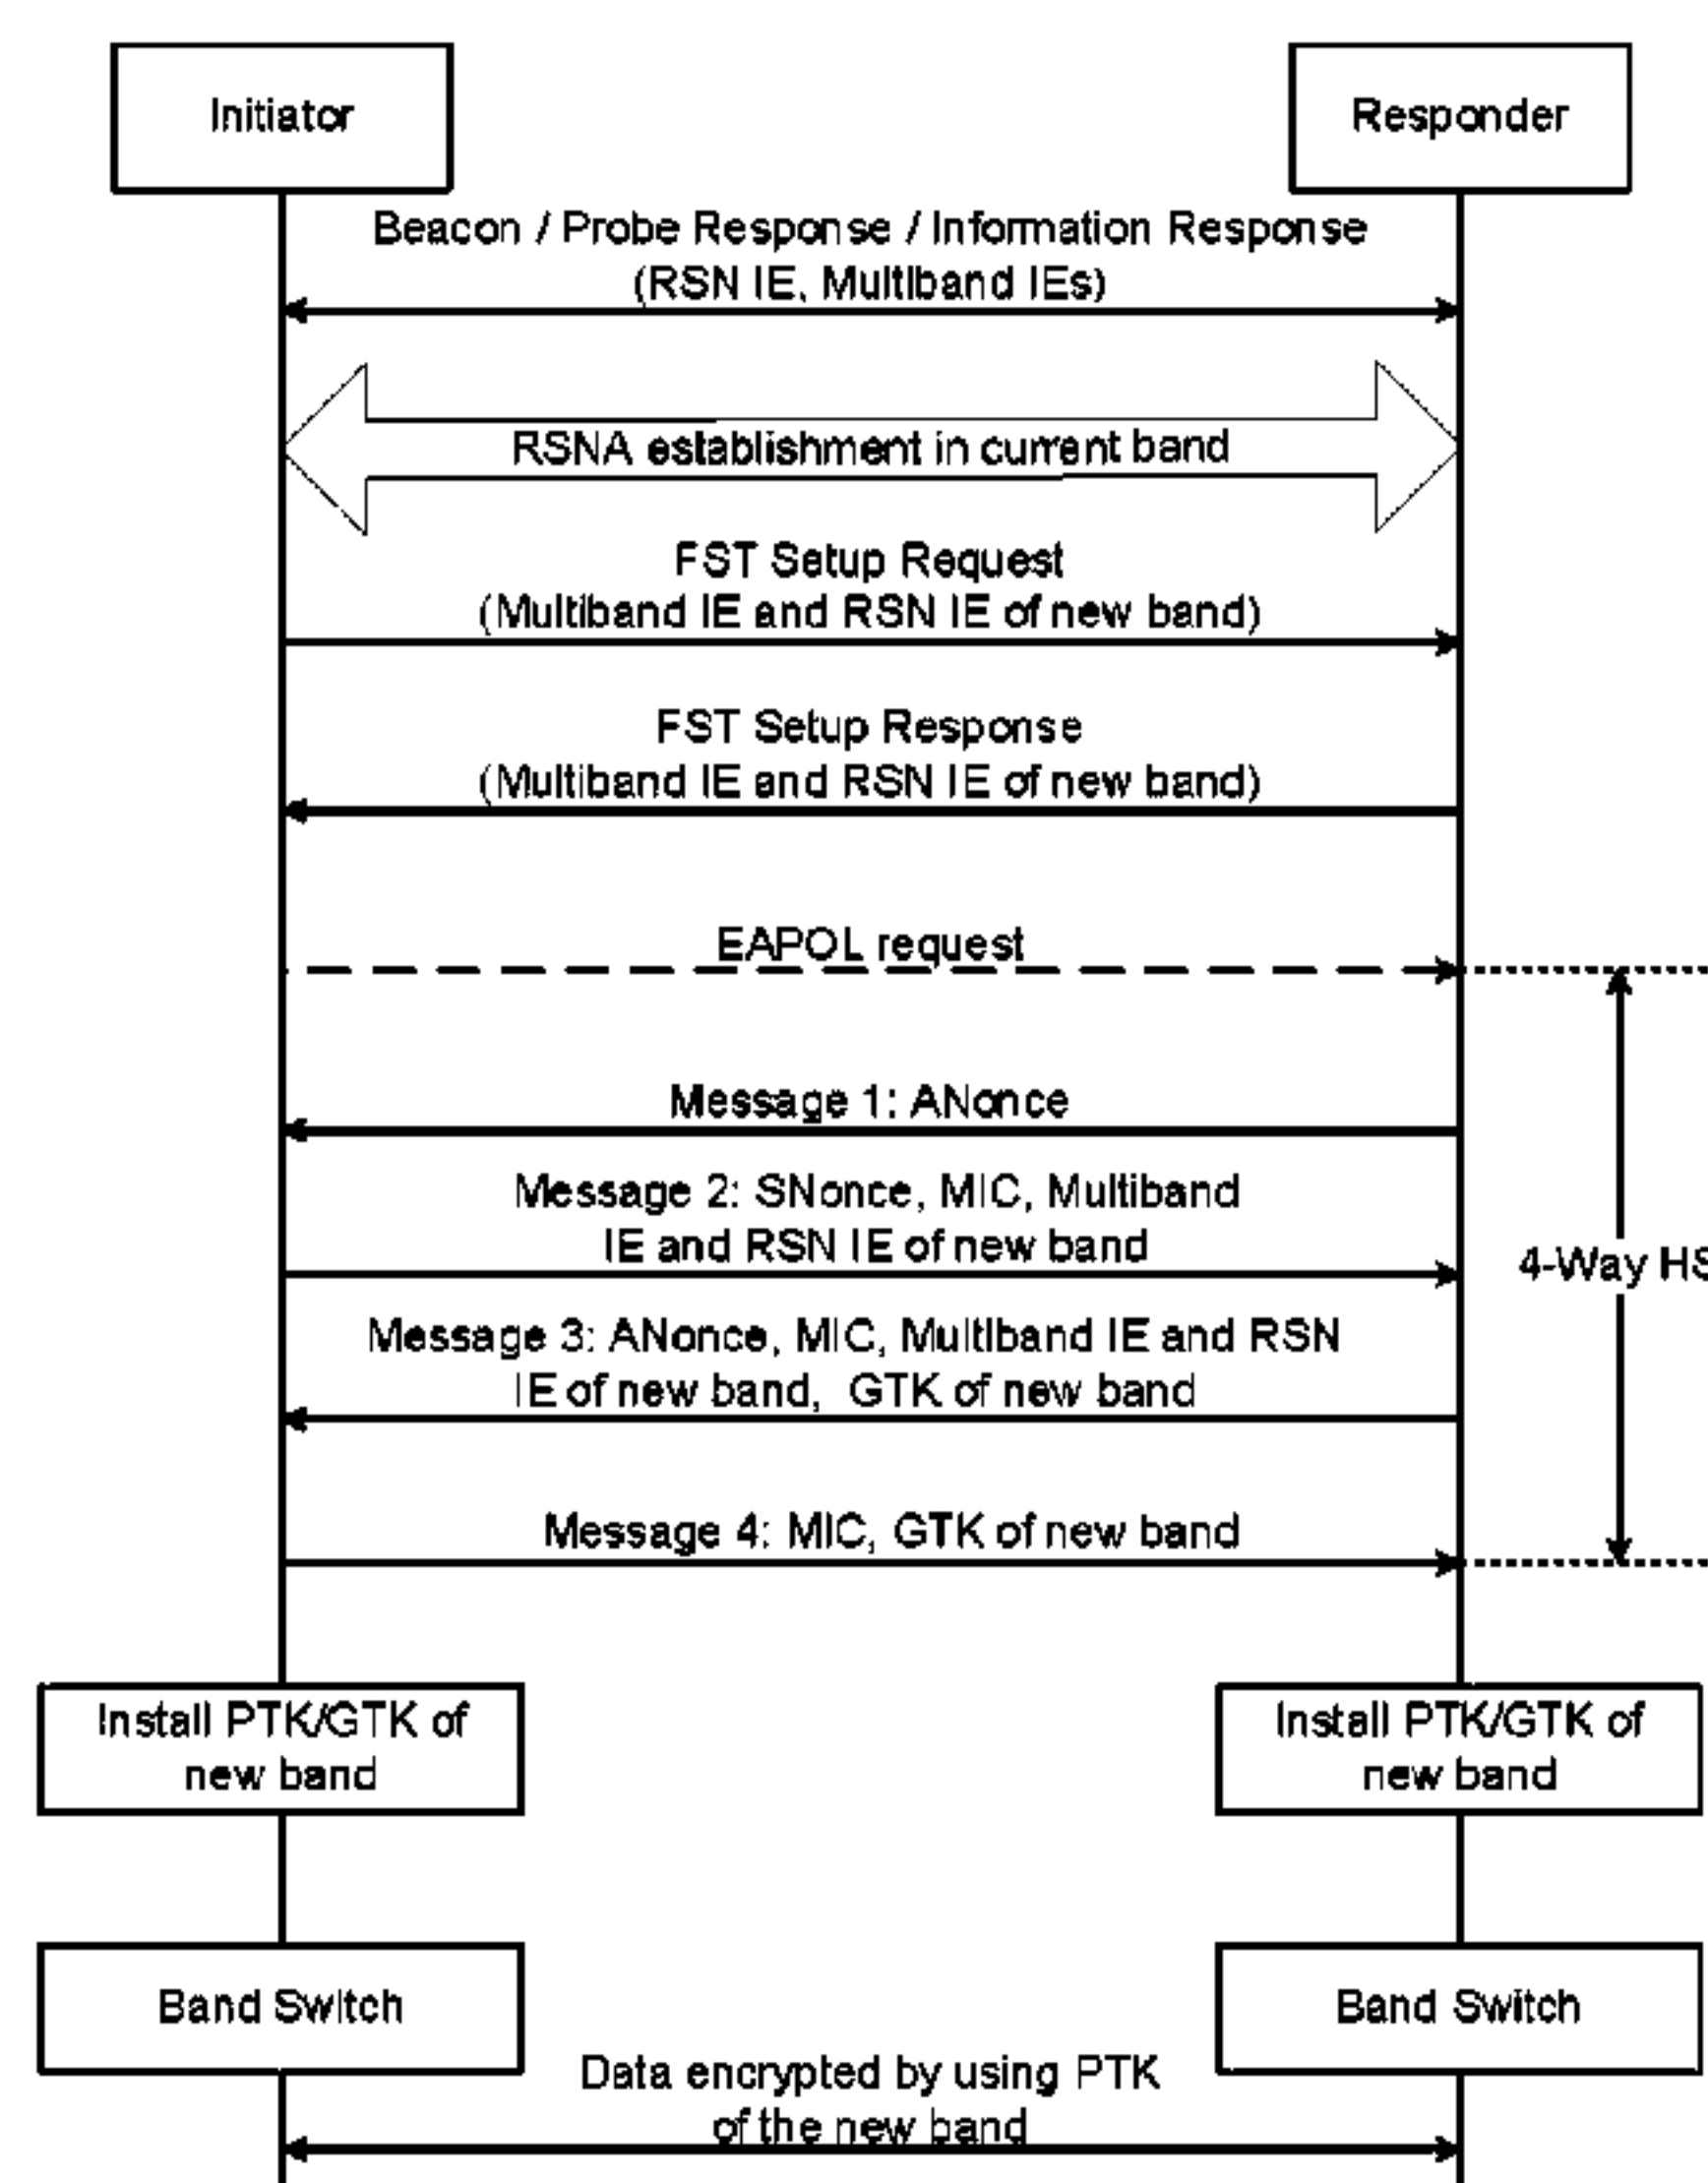 Initiator
Responder
Beacon / Probe Response / Information Response
(RSN IE, Multiband IEs)
RSNA establishment in current band
FST Setup Request
(Multiband IE and RSN IE of new band)
FST Setup Response
(Multiband IE and RSN IE of new band)
EAPOL request
Message 1: ANonce
Message 2: SNonce, MIC, Multiband
IE and RSN IE of new band
4-Way HS
Message 3: ANonce, MIC, Multiband IE and RSN
IE of new band, GTK of new band
Message 4: MIC, GTK of new band
Install PTK/GTK of
new band
Install PTK/GTK of
new band
Band Switch
Band Switch
Data encrypted by using PTK
of the new band